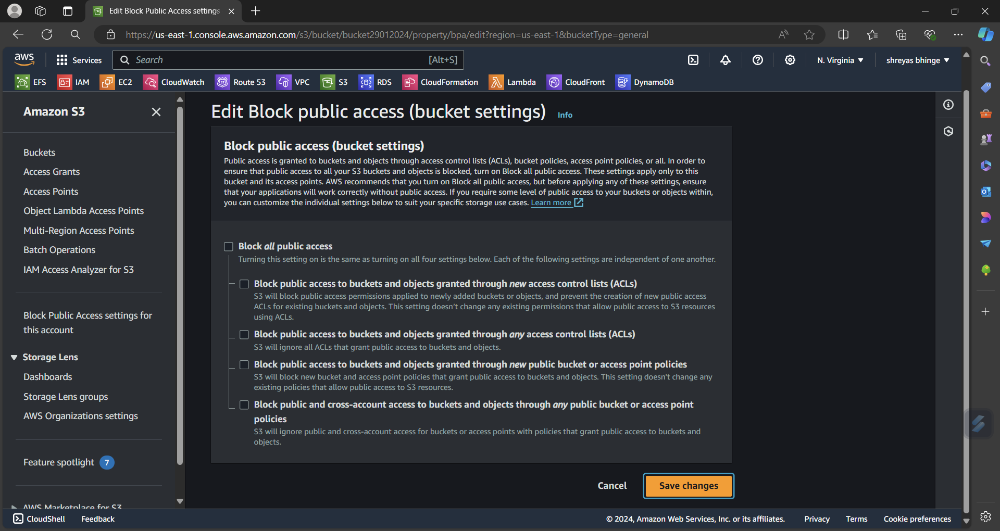 Edit Block Public Access settings
https://us-east-1.console.aws.amazon.com/s3/bucket/bucket29012024/property/bpa/edit?region=us-east-1&bucketType=general
aws
Services
Search
[Alt+S]
N. Virginia
shreyas bhinge
EFS
IAM
EC2
CloudWatch
Route 53
VPC
S3
RDS
CloudFormation
Lambda
CloudFront
DynamoDB
Amazon S3
Buckets
Access Grants
Access Points
Object Lambda Access Points
Multi-Region Access Points
Batch Operations
IAM Access Analyzer for S3
Block Public Access settings for
this account
Storage Lens
Dashboards
Storage Lens groups
AWS Organizations settings
Feature spotlight 7
AWS Marketplace for S3
Edit Block public access (bucket settings) Info
Block public access (bucket settings)
Public access is granted to buckets and objects through access control lists (ACLs), bucket policies, access point policies, or all. In order to
ensure that public access to all your S3 buckets and objects is blocked, turn on Block all public access. These settings apply only to this
bucket and its access points. AWS recommends that you turn on Block all public access, but before applying any of these settings, ensure
that your applications will work correctly without public access. If you require some level of public access to your buckets or objects within,
you can customize the individual settings below to suit your specific storage use cases. Learn more
Block all public access
Turning this setting on is the same as turning on all four settings below. Each of the following settings are independent of one another.
Block public access to buckets and objects granted through new access control lists (ACLs)
S3 will block public access permissions applied to newly added buckets or objects, and prevent the creation of new public access
ACLs for existing buckets and objects. This setting doesn't change any existing permissions that allow public access to S3 resources
using ACLs.
Block public access to buckets and objects granted through any access control lists (ACLs)
S3 will ignore all ACLs that grant public access to buckets and objects.
Block public access to buckets and objects granted through new public bucket or access point policies
S3 will block new bucket and access point policies that grant public access to buckets and objects. This setting doesn't change any
existing policies that allow public access to S3 resources.
Block public and cross-account access to buckets and objects through any public bucket or access point
policies
S3 will ignore public and cross-account access for buckets or access points with policies that grant public access to buckets and
objects.
Cancel
Save changes
CloudShell
Feedback
© 2024, Amazon Web Services, Inc. or its affiliates.
Privacy
Terms
Cookie preferences